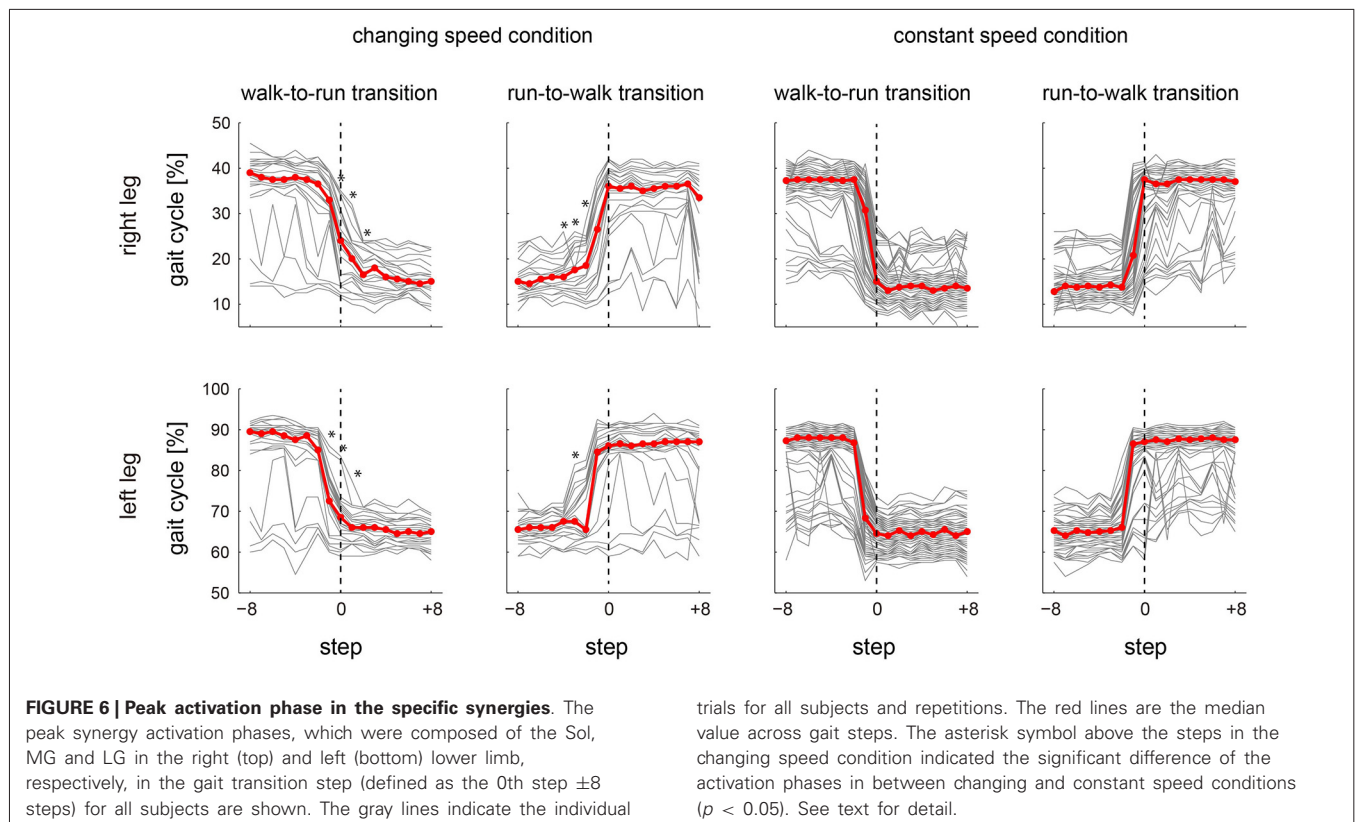 changing speed condition
constant speed condition
walk-to-run transition
run-to-walk transition
walk-to-run transition
run-to-walk transition
right leg
gait cycle [%]
50
40
30
20
10
* * *
* * *
left leg
gait cycle [%]
100
90
80
70
60
50
* * *
*
−8 0 +8
−8 0 +8
−8 0 +8
−8 0 +8
step
step
step
step
FIGURE 6 | Peak activation phase in the specific synergies. The
peak synergy activation phases, which were composed of the Sol,
MG and LG in the right (top) and left (bottom) lower limb,
respectively, in the gait transition step (defined as the 0th step ±8
steps) for all subjects are shown. The gray lines indicate the individual
trials for all subjects and repetitions. The red lines are the median
value across gait steps. The asterisk symbol above the steps in the
changing speed condition indicated the significant difference of the
activation phases in between changing and constant speed conditions
(p < 0.05). See text for detail.